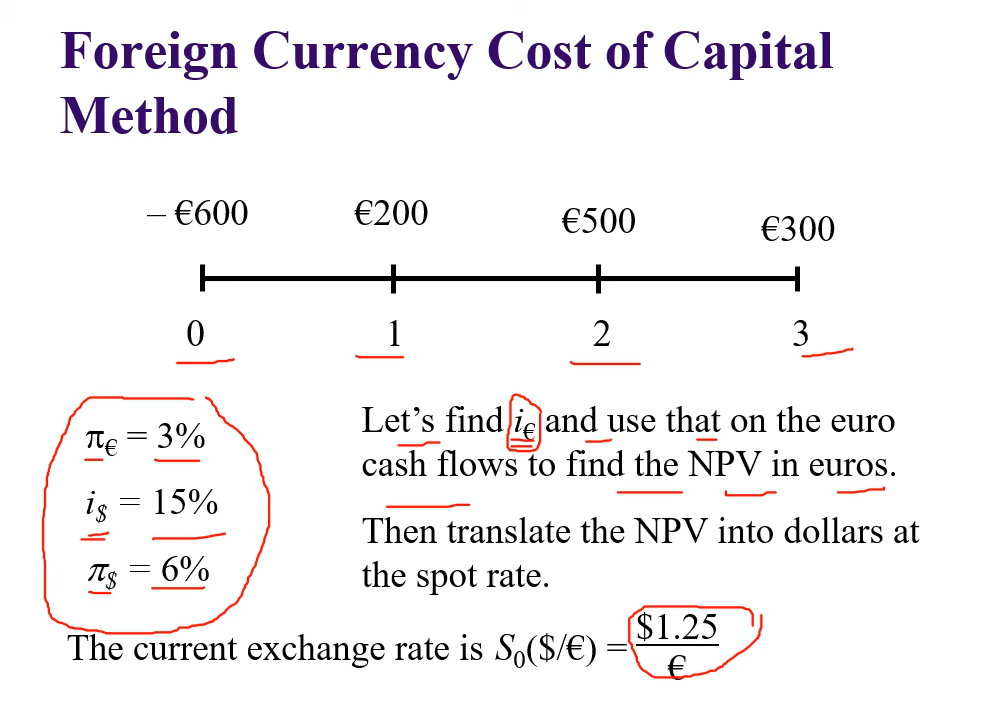 Foreign Currency Cost of Capital
Method
– €600 €200 €500 €300
0 1 2 3
π€ = 3%
i$ = 15%
π$ = 6%
Let’s find i€ and use that on the euro
cash flows to find the NPV in euros.
Then translate the NPV into dollars at
the spot rate.
The current exchange rate is S0($/€) = $1.25
€